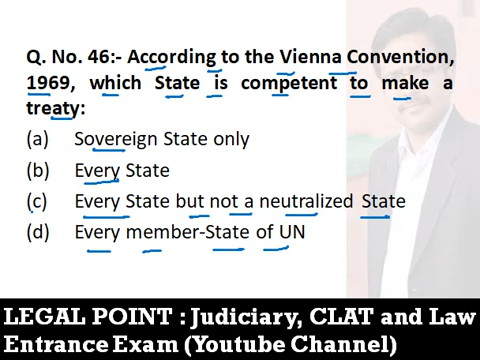 Q. No. 46:- According to the Vienna Convention,
1969, which State is competent to make a
treaty:
(a) Sovereign State only
(b) Every State
(c) Every State but not a neutralized State
(d) Every member-State of UN
LEGAL POINT : Judiciary, CLAT and Law
Entrance Exam (Youtube Channel)